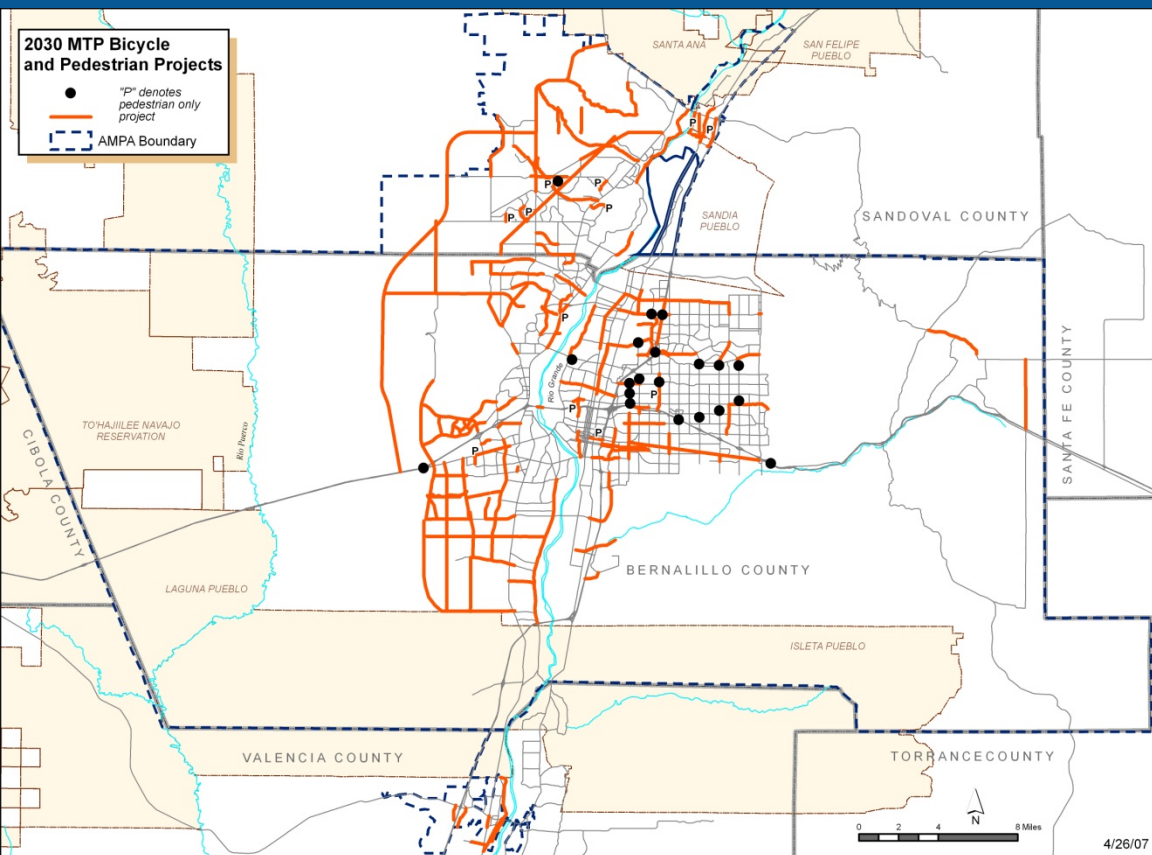 2030 MTP Bicycle
and Pedestrian Projects
"P" denotes
pedestrian only
project
AMPA Boundary
SANTA ANA
SAN FELIPE
PUEBLO
P
P
P
P
P
P
P
SANDIA
PUEBLO
SANDOVAL COUNTY
P
Rio Grande
P
P
P
P
TO'HAJIILEE NAVAJO
RESERVATION
Rio Puerco
CIBOLA COUNTY
SANTA FE COUNTY
LAGUNA PUEBLO
BERNALILLO COUNTY
ISLETA PUEBLO
VALENCIA COUNTY
TORRANCECOUNTY
N
0 2 4 8 Miles
4/26/07